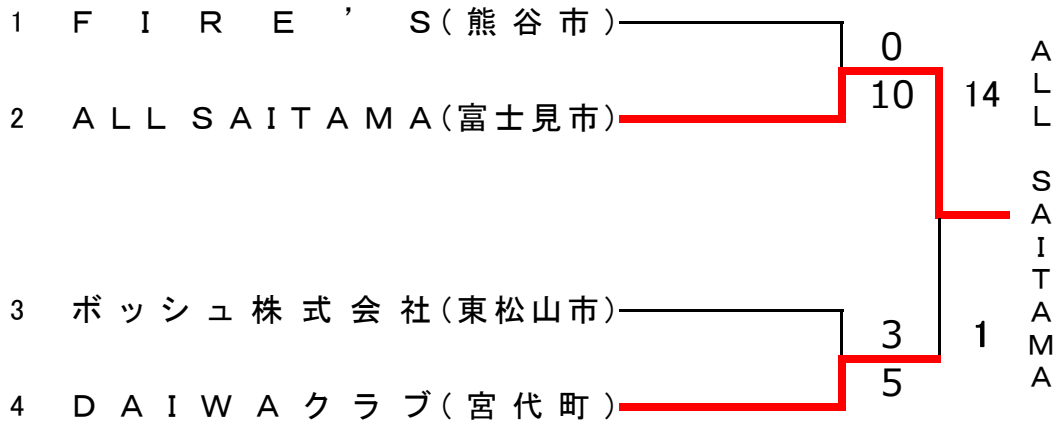 1 ＦＩＲＥ’Ｓ(熊谷市)
0
10
14
2 ＡＬＬ ＳＡＩＴＡＭＡ(富士見市)
ＡＬＬ ＳＡＩＴＡＭＡ
3 ボッシュ株式会社(東松山市)
3
5
1
4 ＤＡＩＷＡクラブ(宮代町)